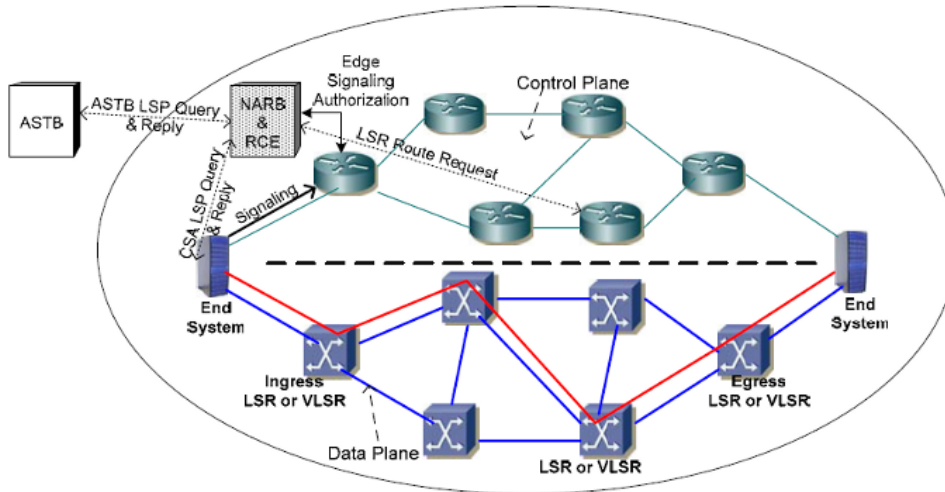 Edge
Signaling
Authorization
Control Plane
ASTB
ASTB LSP Query
& Reply
NARB
&
RCE
LSR Route Request
CSA LSP Query
& Reply
Signaling
End
System
End
System
Ingress
LSR or VLSR
Egress
LSR or VLSR
Data Plane
LSR or VLSR